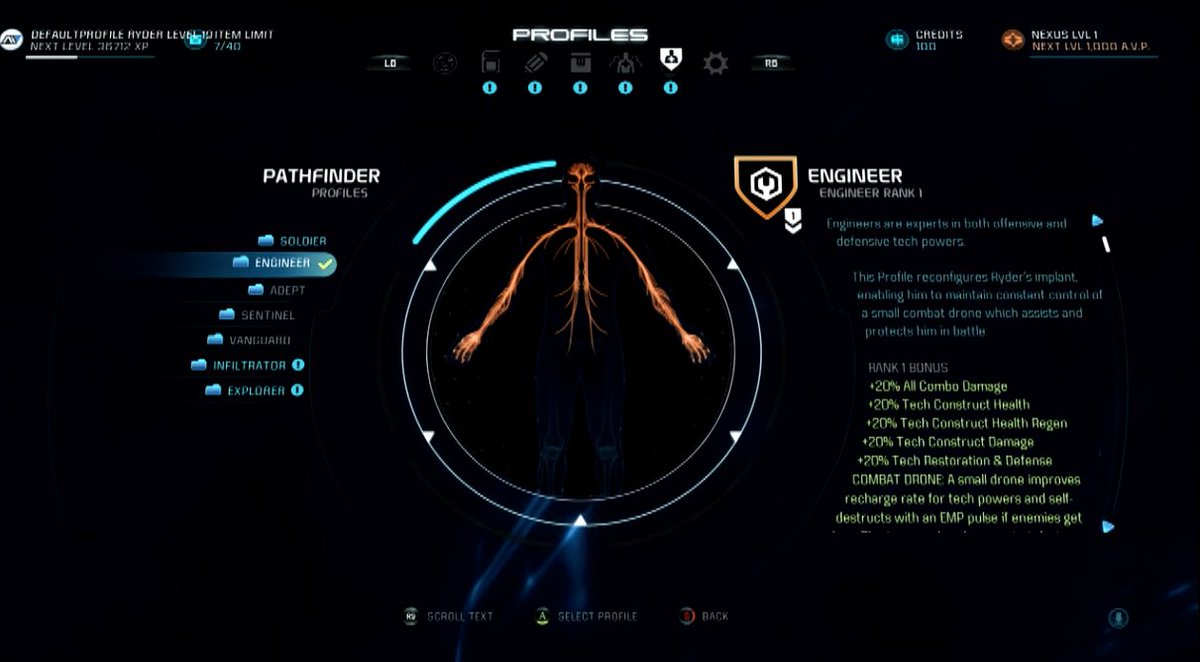 PROFILES
DEFAULTPROFILE RYDER LEVEL 10 ITEM LIMIT
NEXT LEVEL 36712 XP
7/40
CREDITS
100
NEXUS LVL 1
NEXT LVL 1,000 A.V.P.
LB
RB
PATHFINDER
PROFILES
SOLDIER
ENGINEER
ADEPT
SENTINEL
VANGUARD
INFILTRATOR
EXPLORER
ENGINEER
ENGINEER RANK 1
1
Engineers are experts in both offensive and
defensive tech powers.
This Profile reconfigures Ryder's implant,
enabling him to maintain constant control of
a small combat drone which assists and
protects him in battle
RANK 1 BONUS
+20% All Combo Damage
+20% Tech Construct Health
+20% Tech Construct Health Regen
+20% Tech Construct Damage
+20% Tech Restoration & Defense
COMBAT DRONE: A small drone improves
recharge rate for tech powers and self-
destructs with an EMP pulse if enemies get
SCROLL TEXT
A SELECT PROFILE
B BACK